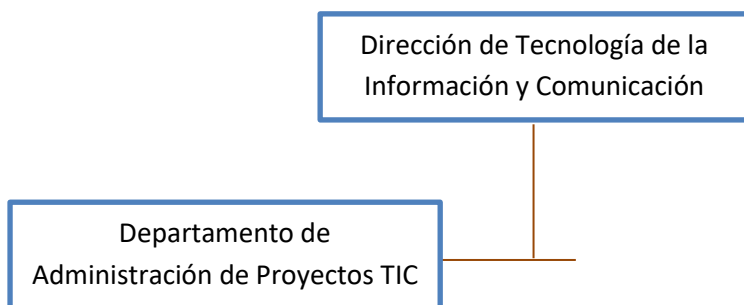 Dirección de Tecnología de la
Información y Comunicación
Departamento de
Administración de Proyectos TIC